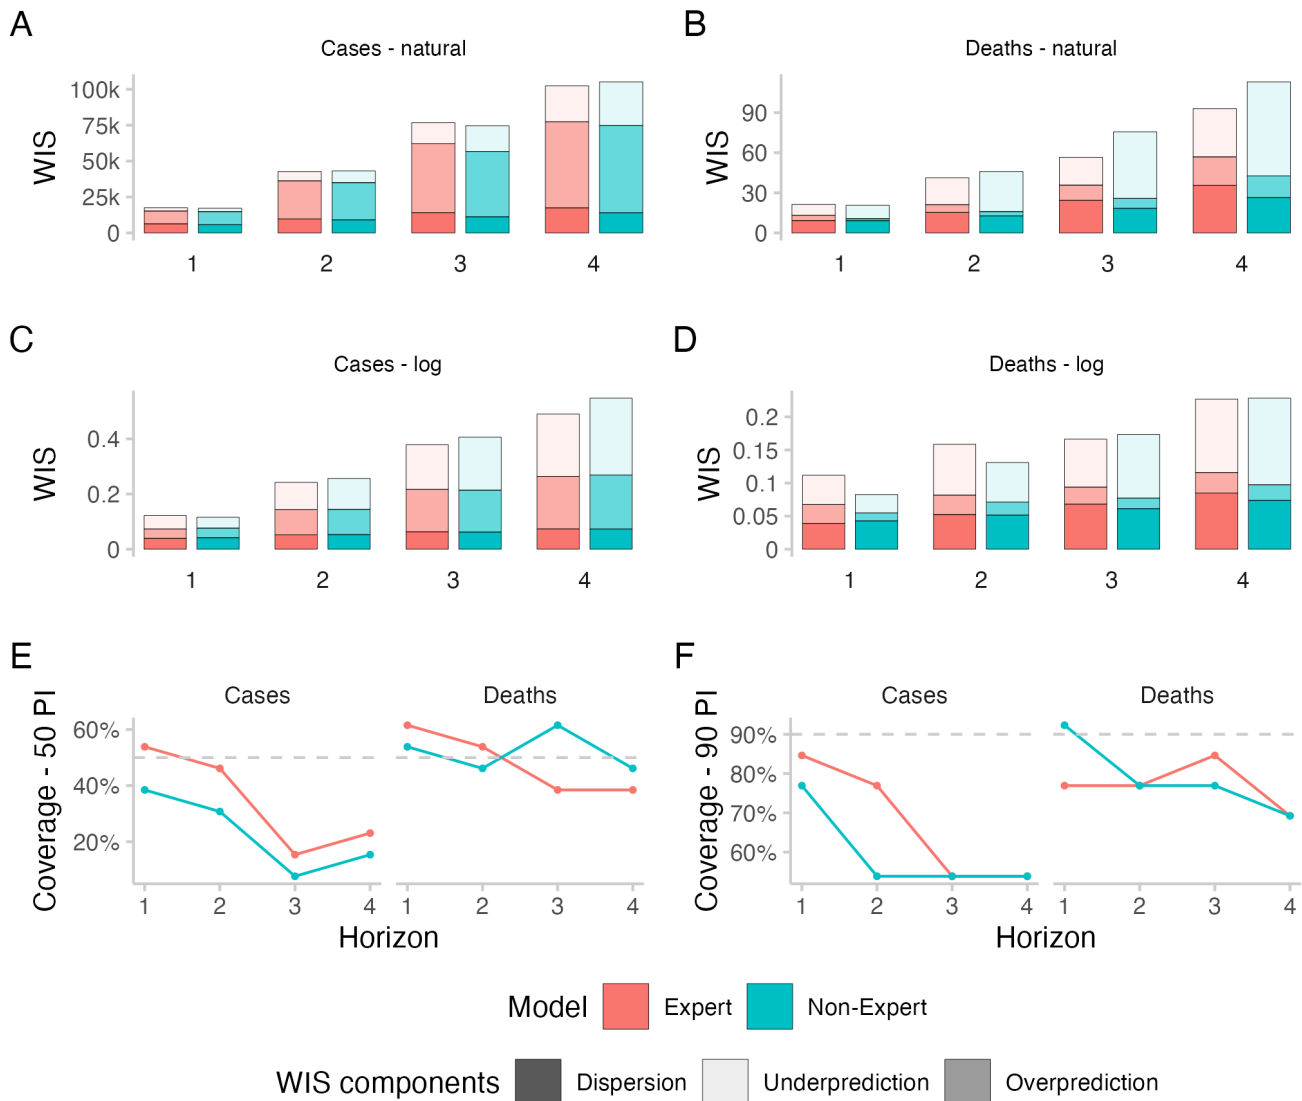 A
B
Cases - natural
Deaths - natural
WIS
100k
75k
50k
25k
0
1 2 3 4
WIS
90
60
30
0
1 2 3 4
C
D
Cases - log
Deaths - log
WIS
0.4
0.2
0
1 2 3 4
WIS
0.2
0.15
0.1
0.05
0
1 2 3 4
E
F
Coverage - 50 PI
Cases
Deaths
60%
40%
20%
1 2 3 4
1 2 3 4
Horizon
Coverage - 90 PI
Cases
Deaths
90%
80%
70%
60%
1 2 3 4
1 2 3 4
Horizon
Model Expert Non-Expert
WIS components Dispersion Underprediction Overprediction